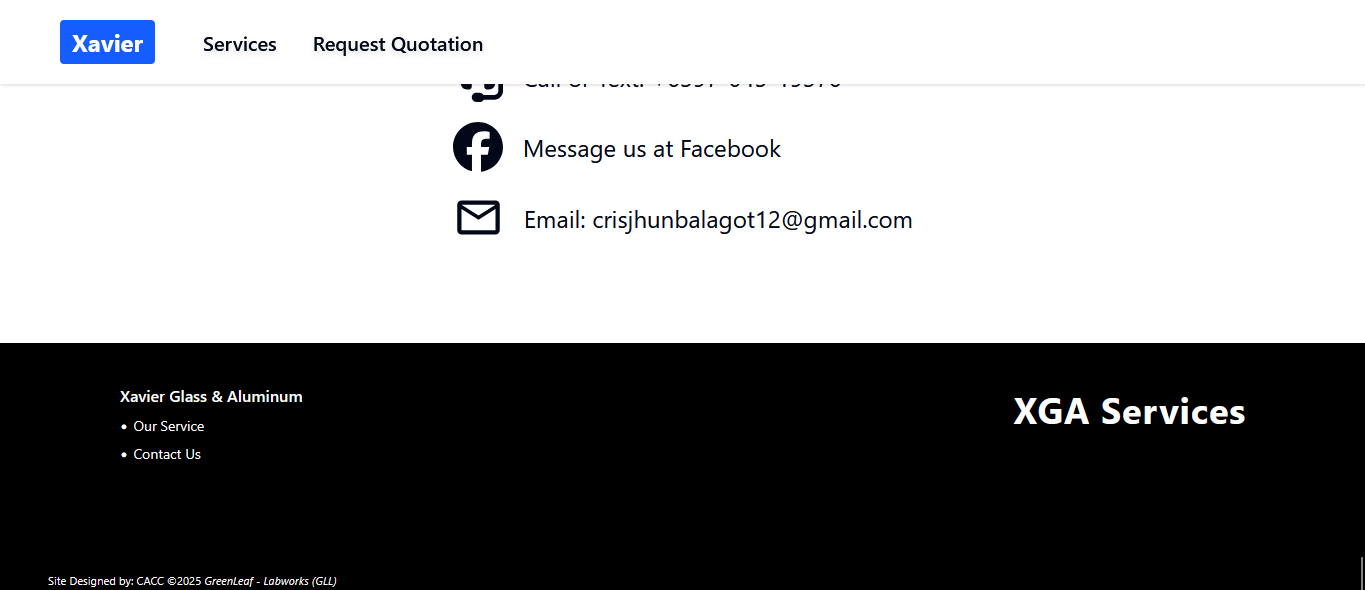 Xavier
Services
Request Quotation
Message us at Facebook
Email: crisjhunbalagot12@gmail.com
Xavier Glass & Aluminum
• Our Service
• Contact Us
XGA Services
Site Designed by: CACC ©2025 GreenLeaf - Labworks (GLL)